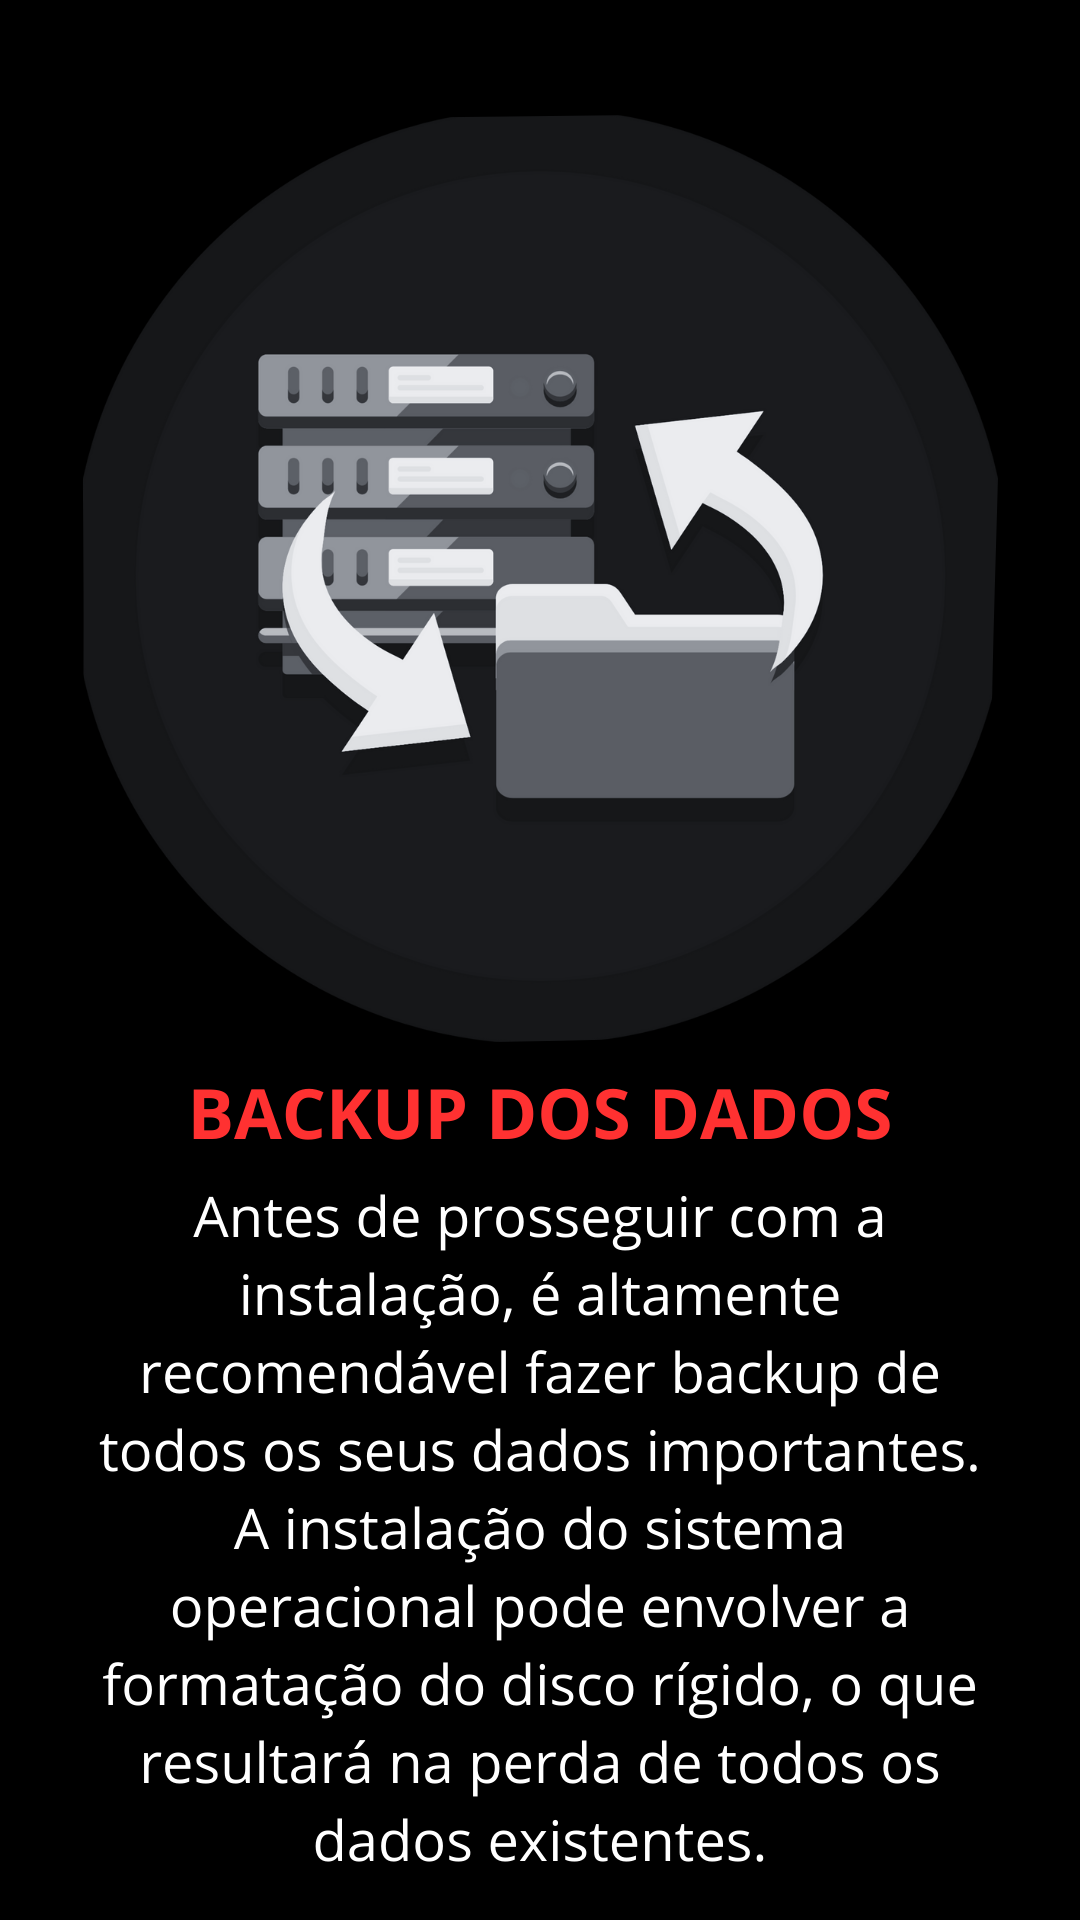 BACKUP DOS DADOS
Antes de prosseguir com a
instalação, é altamente
recomendável fazer backup de
todos os seus dados importantes.
A instalação do sistema
operacional pode envolver a
formatação do disco rígido, o que
resultará na perda de todos os
dados existentes.